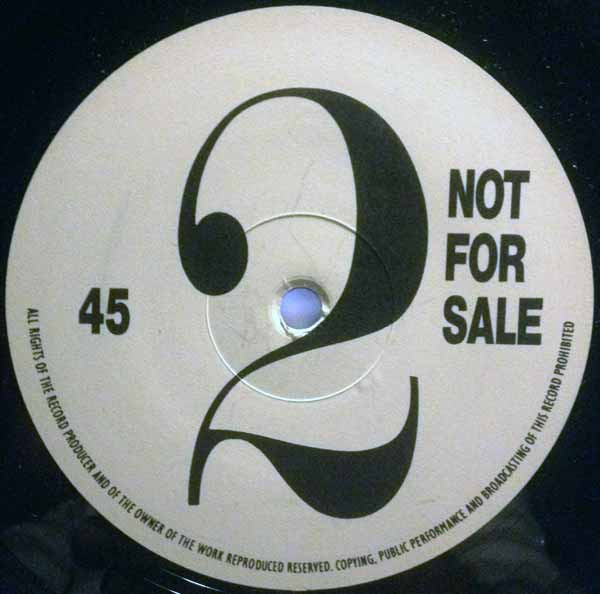 2
NOT
FOR
SALE
45
ALL RIGHTS OF THE RECORD PRODUCER AND OF THE OWNER OF THE WORK REPRODUCED RESERVED. COPYING, PUBLIC PERFORMANCE AND BROADCASTING OF THIS RECORD PROHIBITED